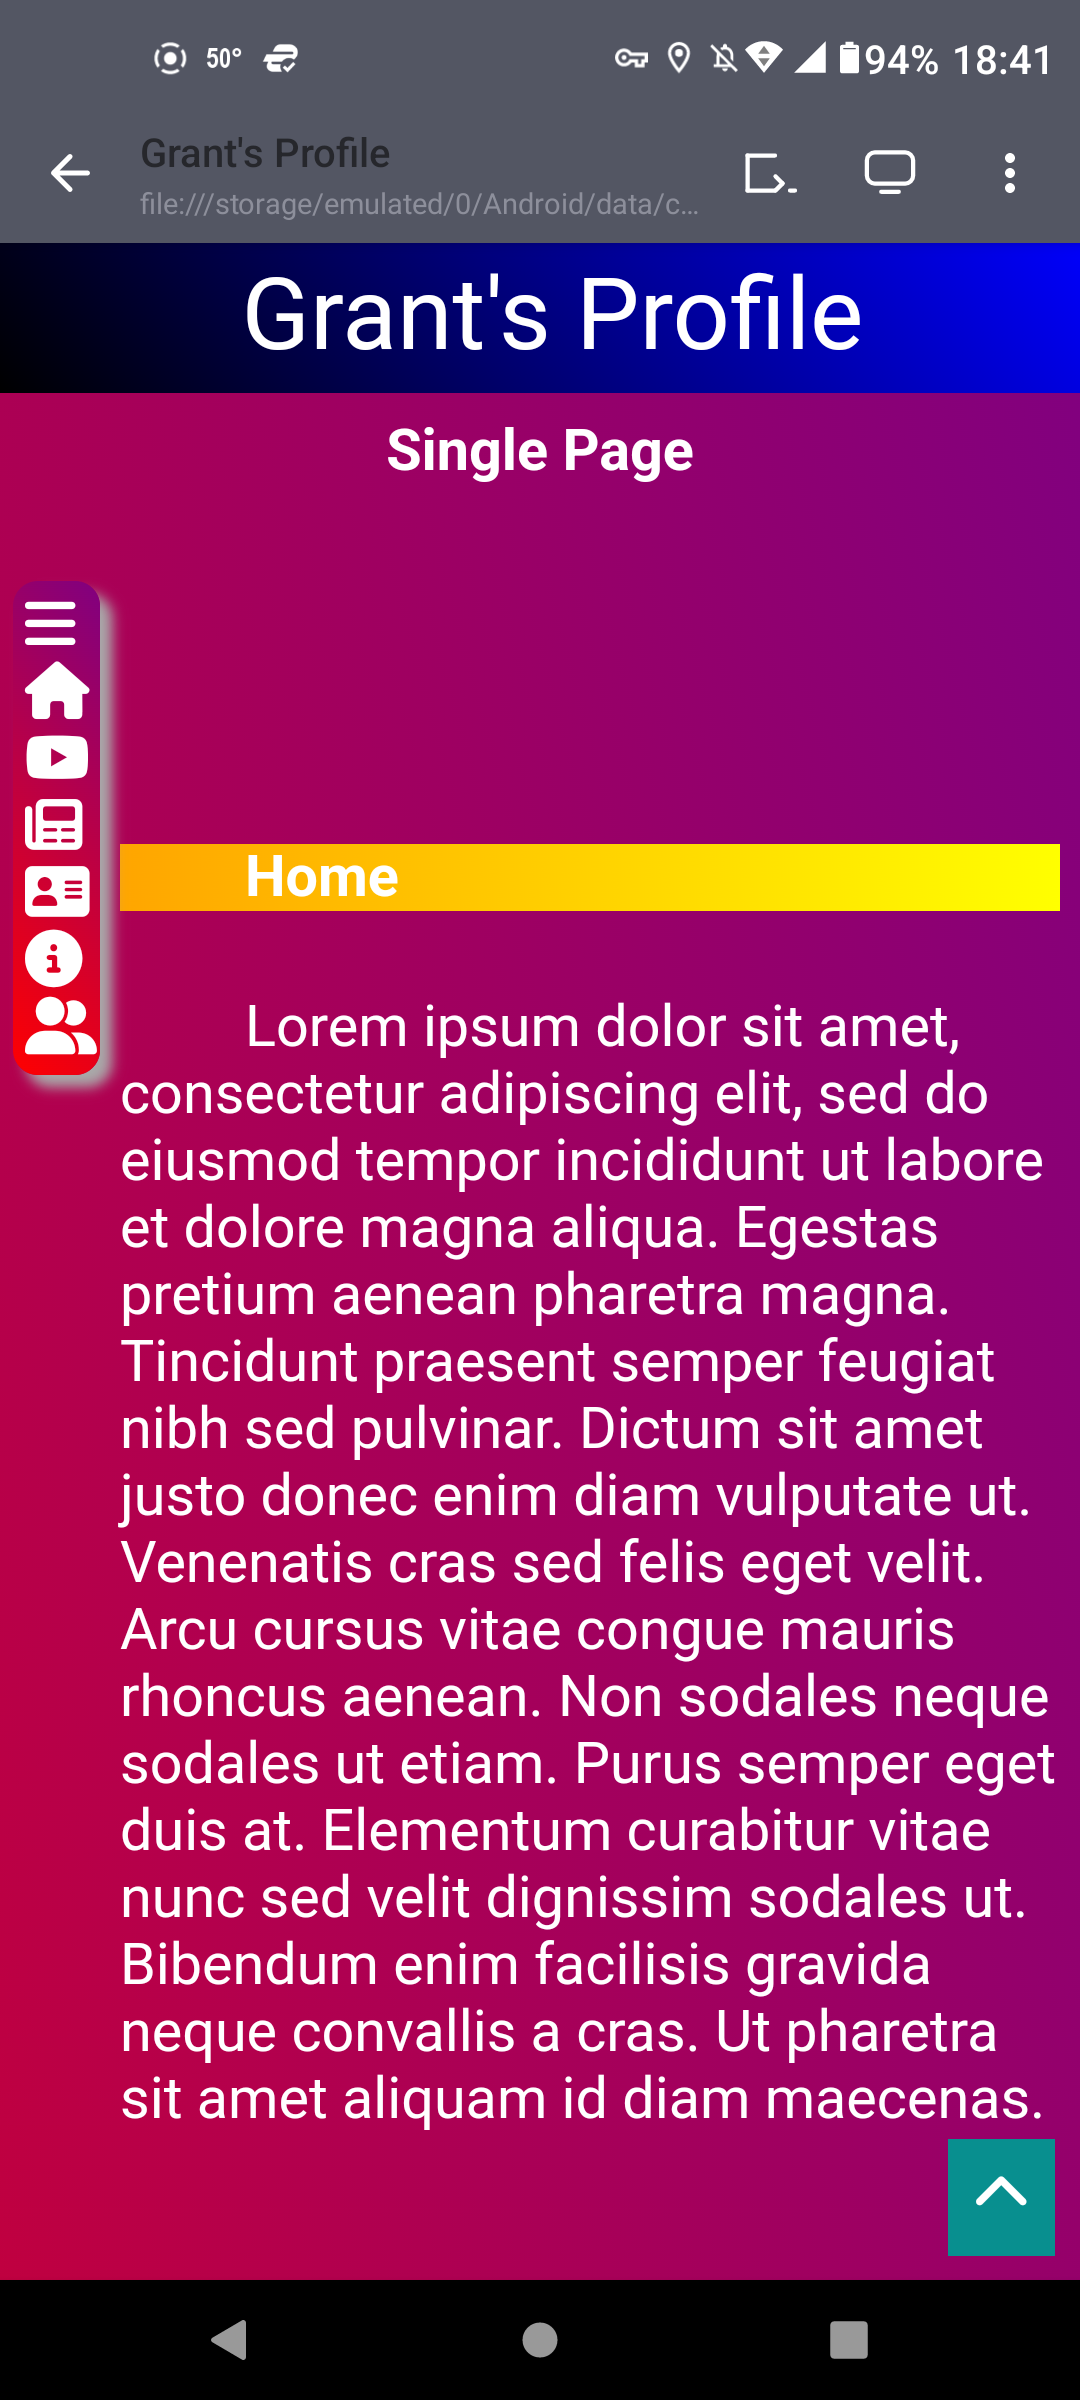 50° 94% 18:41
Grant's Profile
file:///storage/emulated/0/Android/data/c...
Grant's Profile
Single Page
Home
Lorem ipsum dolor sit amet,
consectetur adipiscing elit, sed do
eiusmod tempor incididunt ut labore
et dolore magna aliqua. Egestas
pretium aenean pharetra magna.
Tincidunt praesent semper feugiat
nibh sed pulvinar. Dictum sit amet
justo donec enim diam vulputate ut.
Venenatis cras sed felis eget velit.
Arcu cursus vitae congue mauris
rhoncus aenean. Non sodales neque
sodales ut etiam. Purus semper eget
duis at. Elementum curabitur vitae
nunc sed velit dignissim sodales ut.
Bibendum enim facilisis gravida
neque convallis a cras. Ut pharetra
sit amet aliquam id diam maecenas.